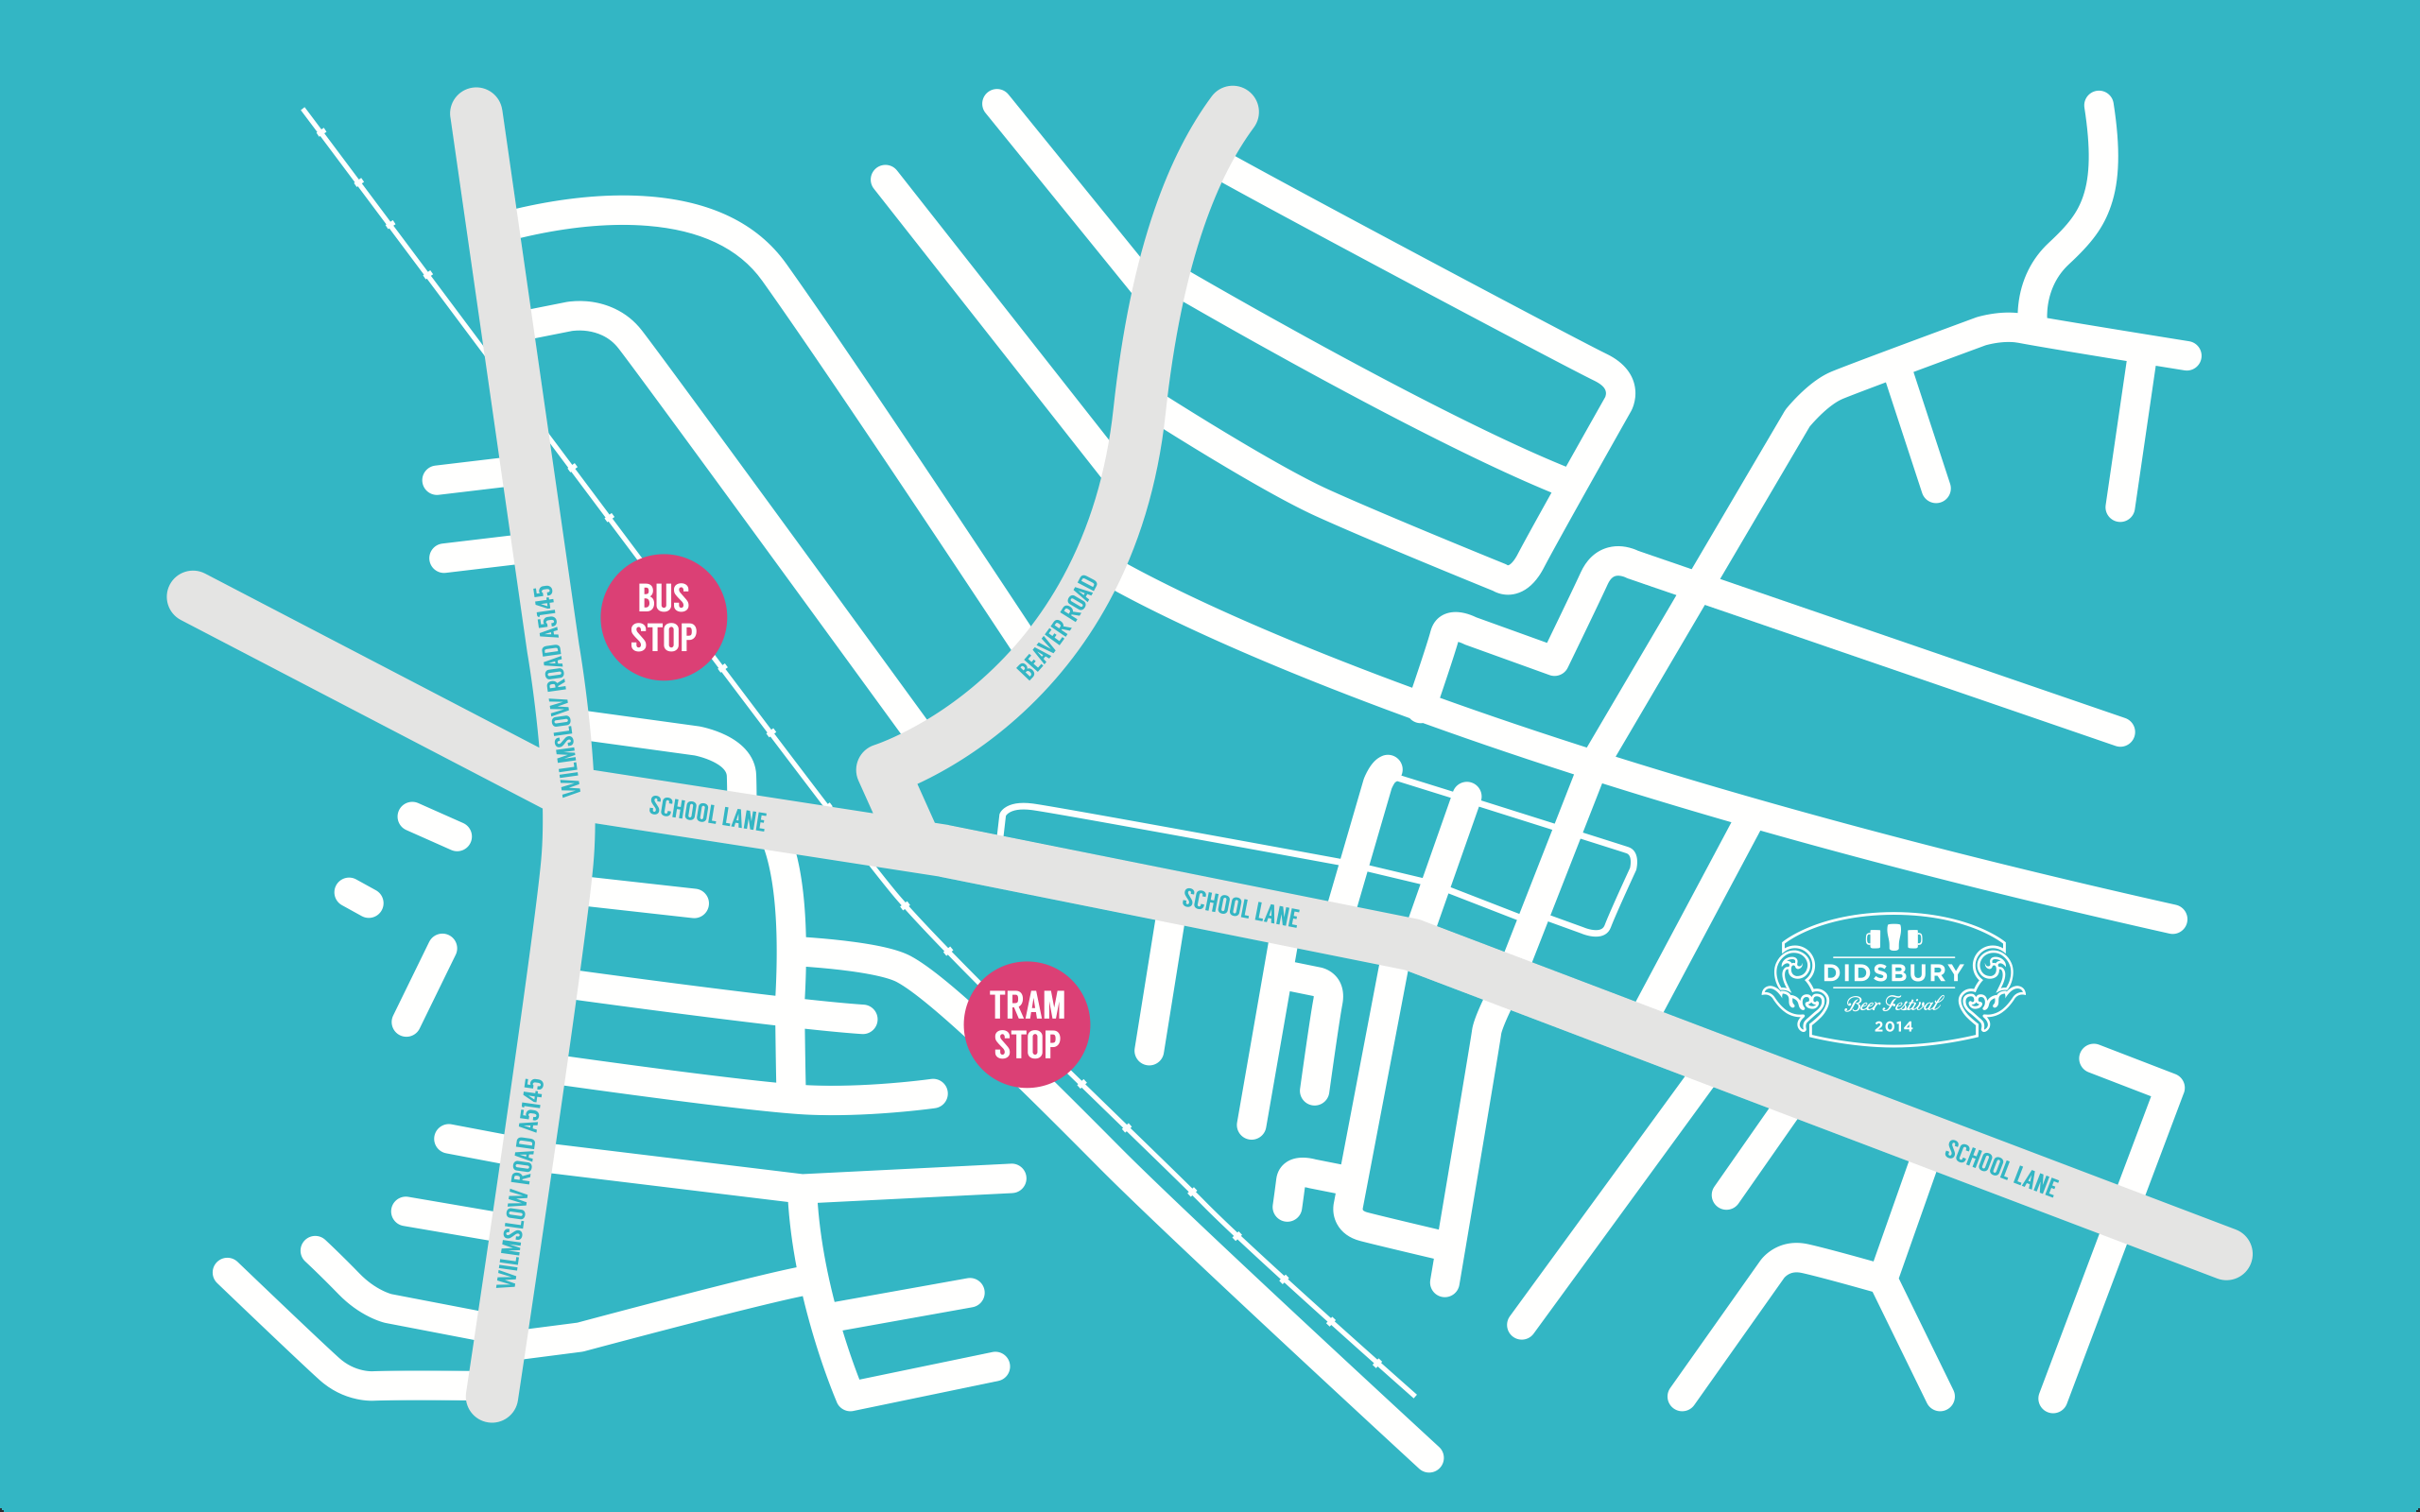 BUS
STOP
WILMSLOW ROAD A5145
BEAVER ROAD
SCHOOL LANE
SCHOOL LANE
DIDSBURY
Beer Festival
2014
TRAM
STOP
WILMSLOW ROAD A5145
SCHOOL LANE